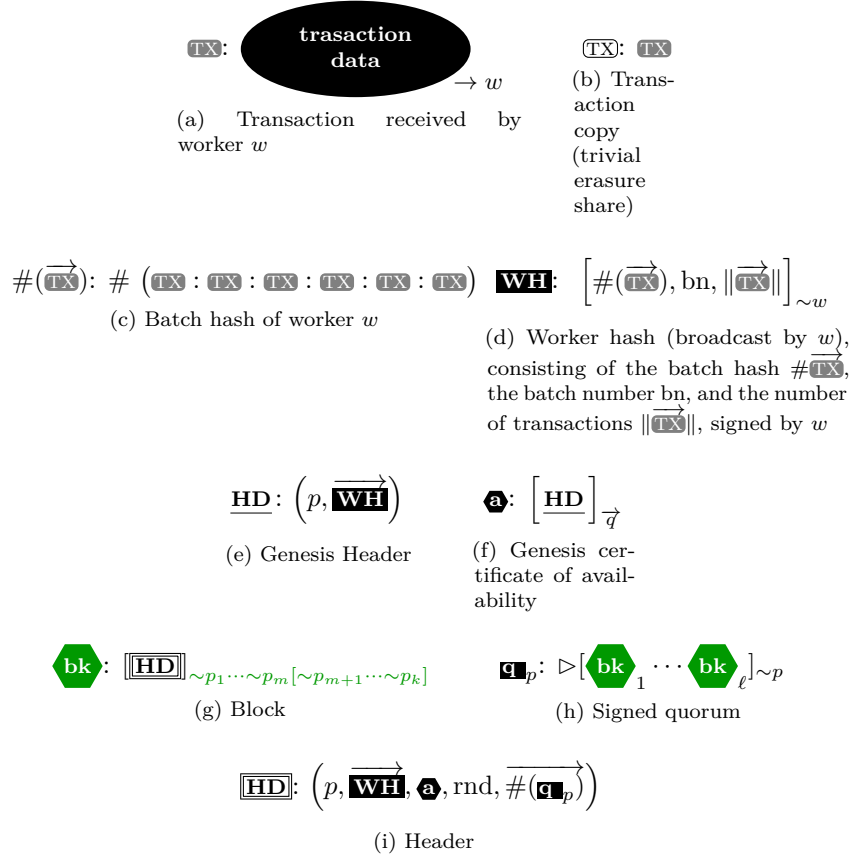 TX: trasaction data → w
(a) Transaction received by
worker w
TX: TX
(b) Trans-
action
copy
(trivial
erasure
share)
#(TX→): # (TX : TX : TX : TX : TX : TX)
(c) Batch hash of worker w
WH: [#(TX→), bn, ‖TX→‖]∼w
(d) Worker hash (broadcast by w),
consisting of the batch hash #TX→,
the batch number bn, and the number
of transactions ‖TX→‖, signed by w
HD: (p, WH→)
(e) Genesis Header
a: [HD]q→
(f) Genesis cer-
tificate of avail-
ability
bk: [HD]∼p1···∼pm[∼pm+1···∼pk]
(g) Block
qp: ▷[bk1 ··· bkℓ]∼p
(h) Signed quorum
HD: (p, WH→, a, rnd, #(qp)→)
(i) Header